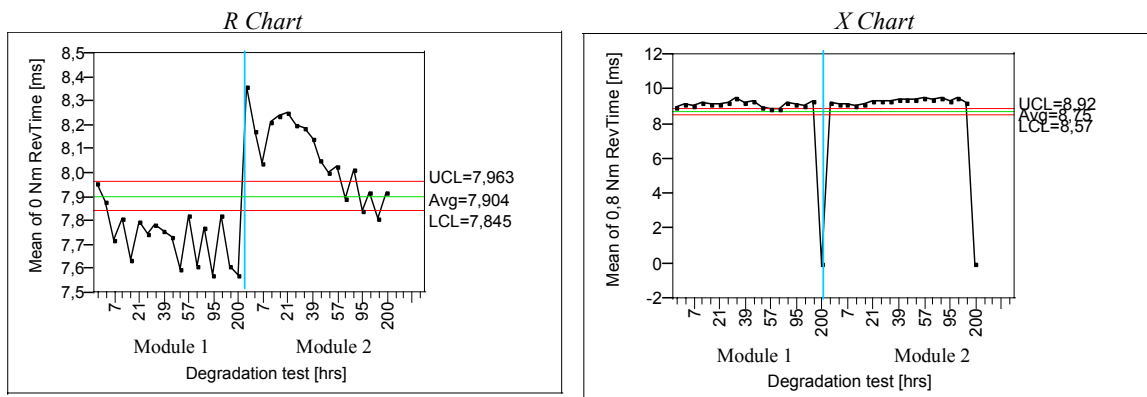 R Chart
Mean of 0 Nm RevTime [ms]
8,5
8,4
8,3
8,2
8,1
8,0
7,9
7,8
7,7
7,6
7,5
UCL=7,963
Avg=7,904
LCL=7,845
7 21 39 57 95 200 7 21 39 57 95 200
Module 1 Module 2
Degradation test [hrs]
X Chart
Mean of 0,8 Nm RevTime [ms]
12
10
8
6
4
2
0
-2
UCL=8,92
Avg=8,75
LCL=8,57
7 21 39 57 95 200 7 21 39 57 95 200
Module 1 Module 2
Degradation test [hrs]